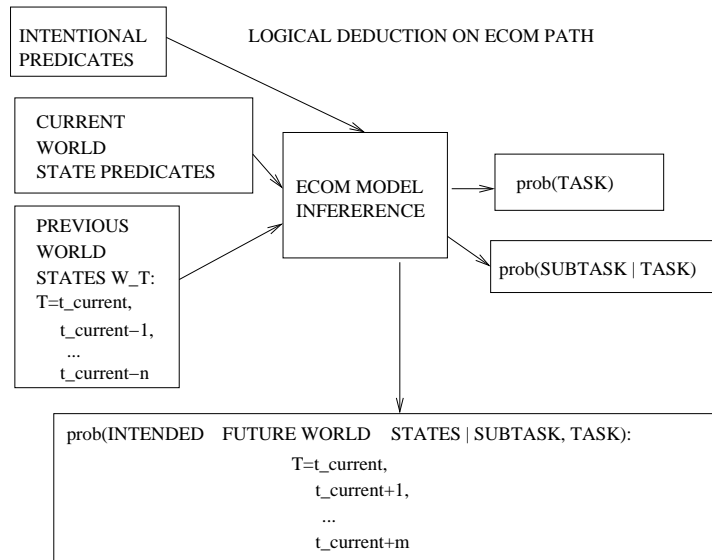 INTENTIONAL
PREDICATES
LOGICAL DEDUCTION ON ECOM PATH
CURRENT
WORLD
STATE PREDICATES
PREVIOUS
WORLD
STATES W_T:
T=t_current,
t_current−1,
...
t_current−n
ECOM MODEL
INFERERENCE
prob(TASK)
prob(SUBTASK | TASK)
prob(INTENDED FUTURE WORLD STATES | SUBTASK, TASK):
T=t_current,
t_current+1,
...
t_current+m